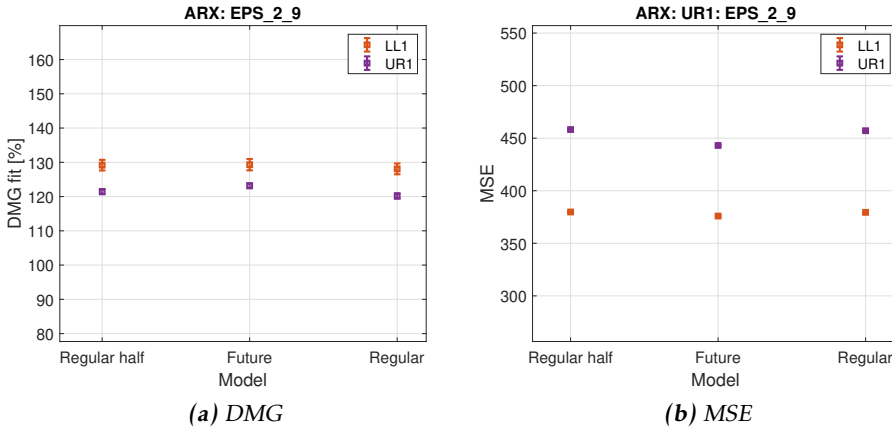 ARX: EPS_2_9
DMG fit [%]
160
150
140
130
120
110
100
90
80
LL1
UR1
Regular half Future Regular
Model
(a) DMG
ARX: UR1: EPS_2_9
MSE
550
500
450
400
350
300
LL1
UR1
Regular half Future Regular
Model
(b) MSE